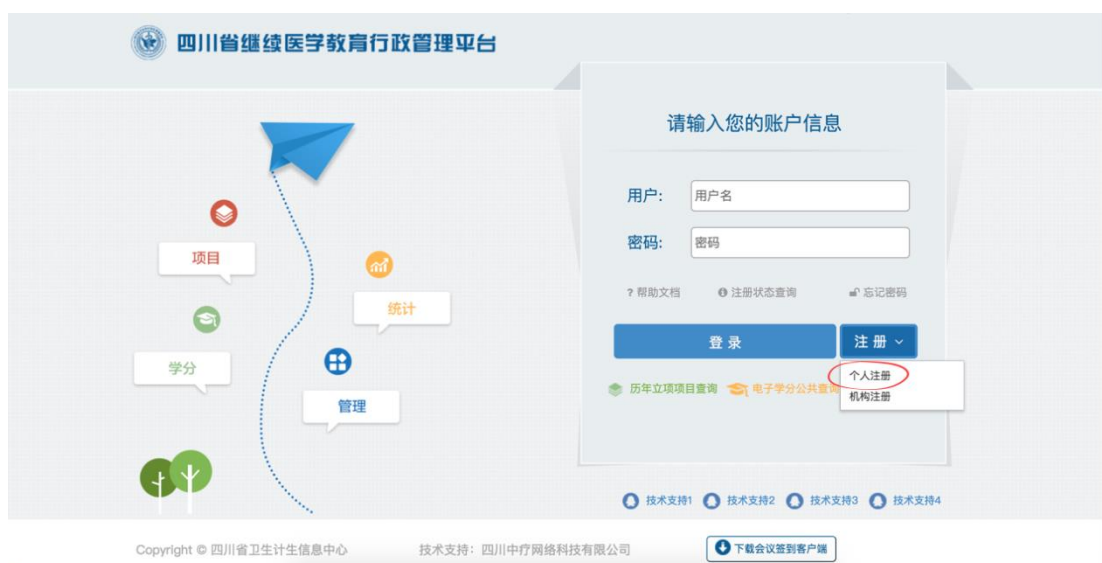 四川省继续医学教育行政管理平台
请输入您的账户信息
用户: 用户名
密码: 密码
? 帮助文档 注册状态查询 忘记密码
登 录 注 册
个人注册
机构注册
历年立项项目查询 电子学分公共查询
项目
统计
学分
管理
技术支持1 技术支持2 技术支持3 技术支持4
Copyright © 四川省卫生计生信息中心 技术支持：四川中疗网络科技有限公司 下载会议签到客户端